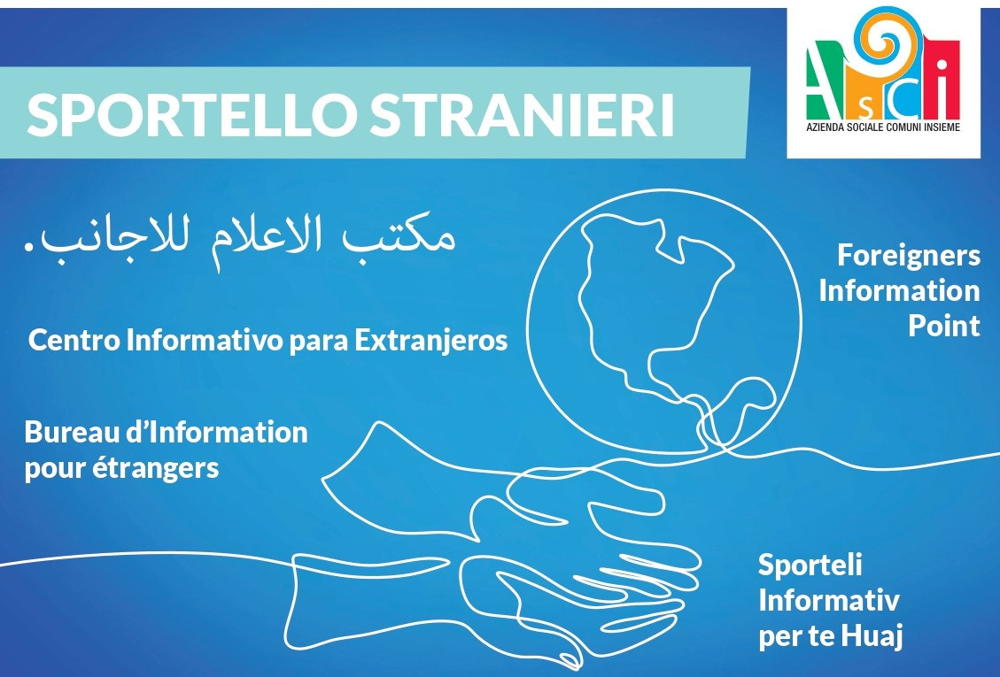 SPORTELLO STRANIERI
AsCi
AZIENDA SOCIALE COMUNI INSIEME
مكتب الاعلام للاجانب.
Foreigners
Information
Point
Centro Informativo para Extranjeros
Bureau d’Information
pour étrangers
Sporteli
Informativ
per te Huaj